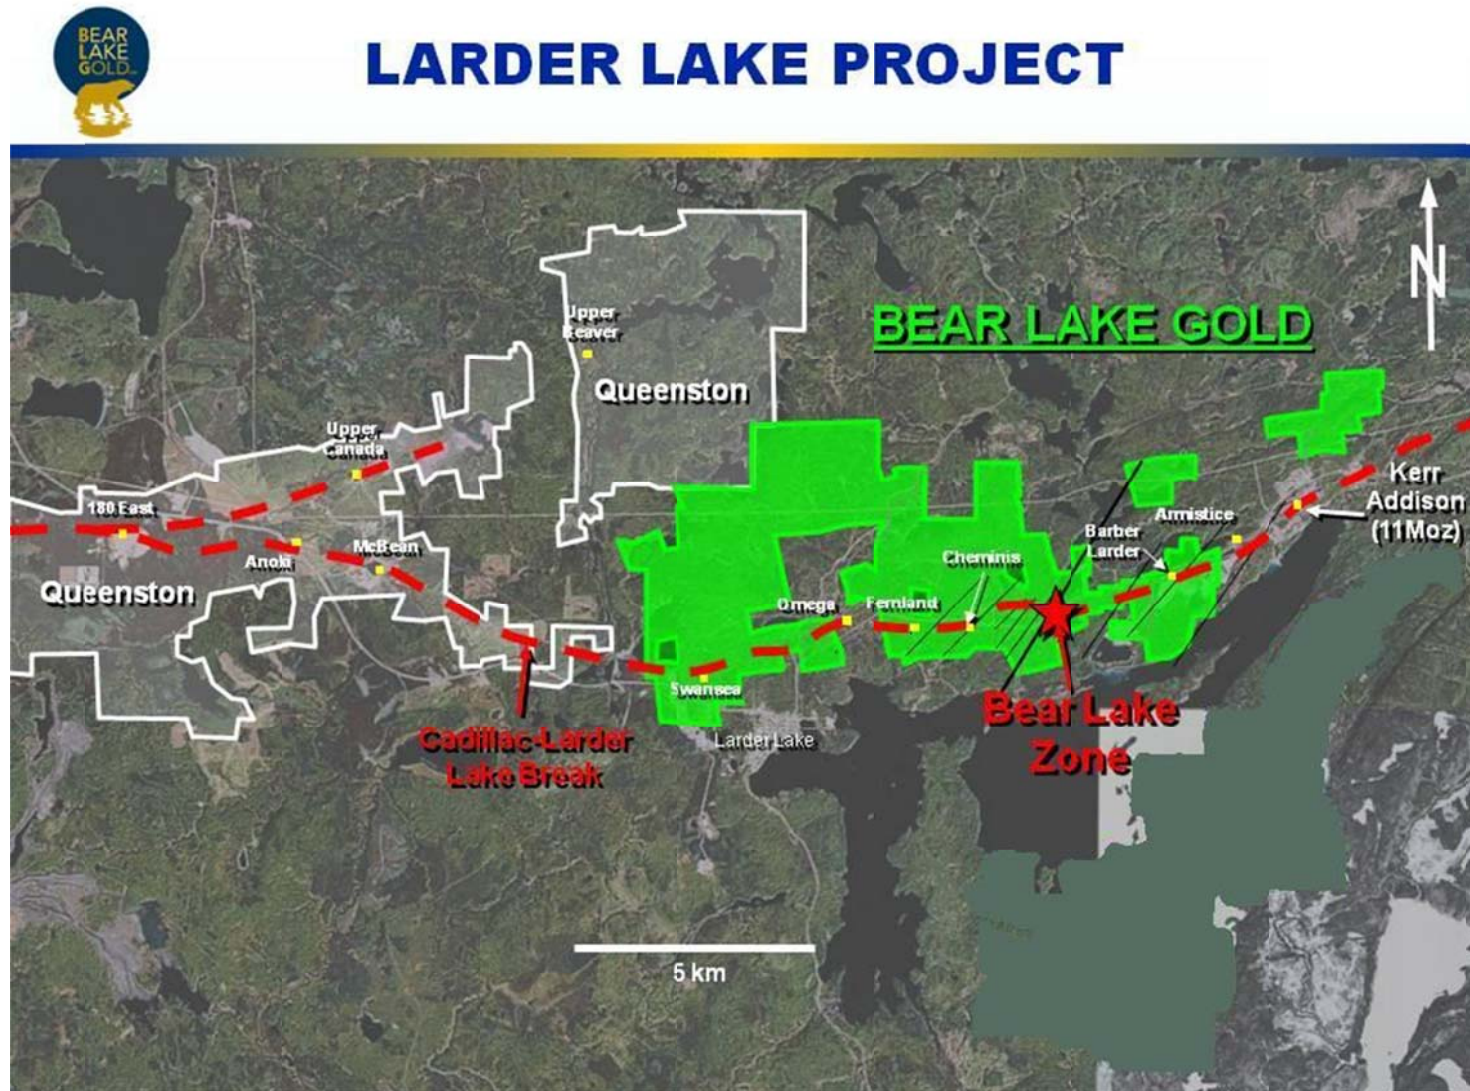 BEAR
LAKE
GOLD
LARDER LAKE PROJECT
N
Upper
Beaver
BEAR LAKE GOLD
Queenston
Upper
Canada
Kerr
Addison
(11Moz)
180 East
Armistice
Barber
Larder
McBean
Anoki
Cheminis
Queenston
Omega
Fernland
Swansea
Bear Lake
Zone
Cadillac-Larder
Lake Break
Larder Lake
5 km